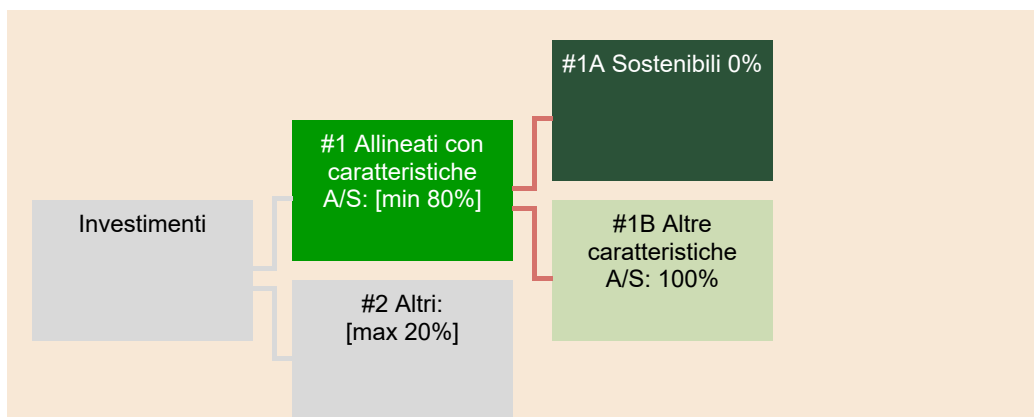 Investimenti
#1 Allineati con
caratteristiche
A/S: [min 80%]
#2 Altri:
[max 20%]
#1A Sostenibili 0%
#1B Altre
caratteristiche
A/S: 100%